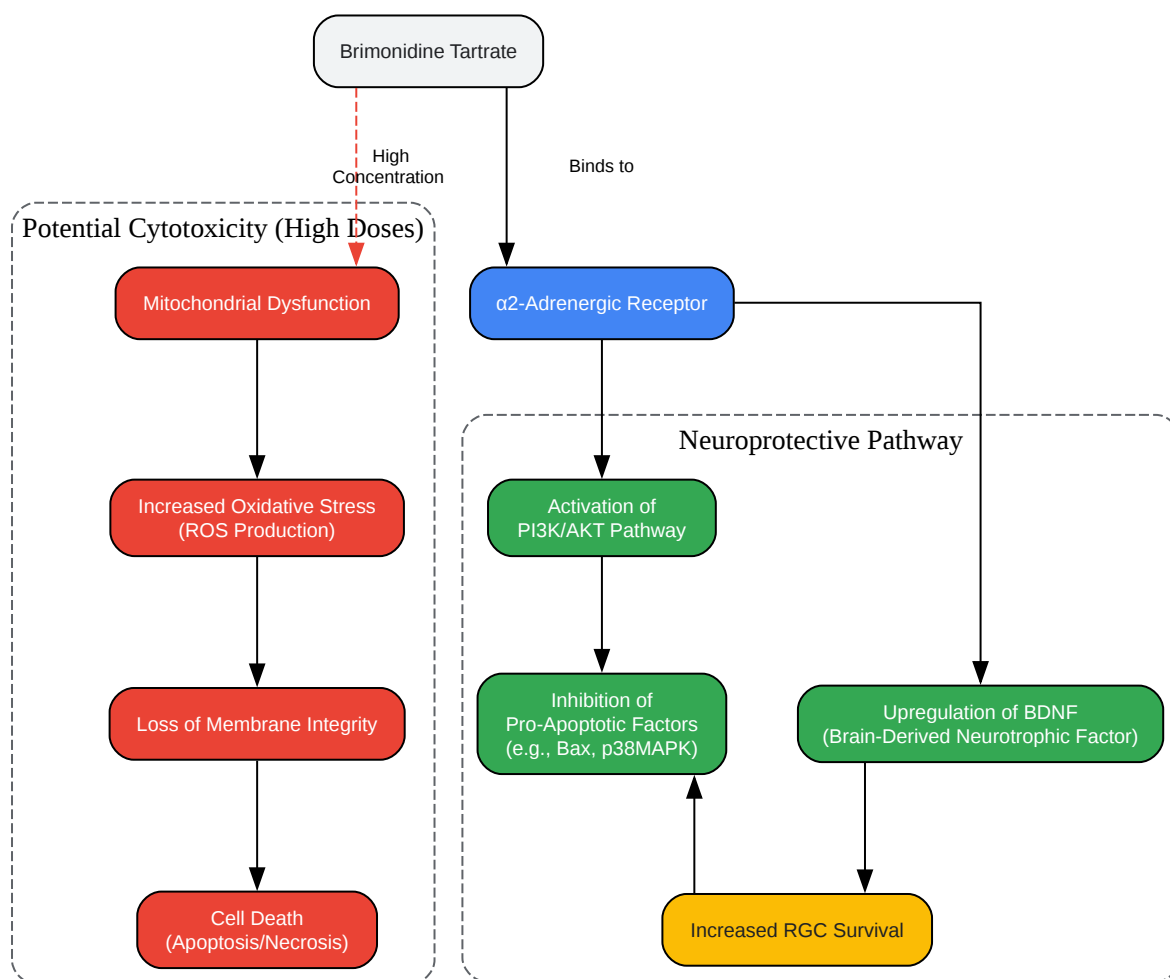 Brimonidine Tartrate
High
Concentration
Binds to
Potential Cytotoxicity (High Doses)
Mitochondrial Dysfunction
α2-Adrenergic Receptor
Neuroprotective Pathway
Increased Oxidative Stress
(ROS Production)
Activation of
PI3K/AKT Pathway
Loss of Membrane Integrity
Inhibition of
Pro-Apoptotic Factors
(e.g., Bax, p38MAPK)
Upregulation of BDNF
(Brain-Derived Neurotrophic Factor)
Cell Death
(Apoptosis/Necrosis)
Increased RGC Survival